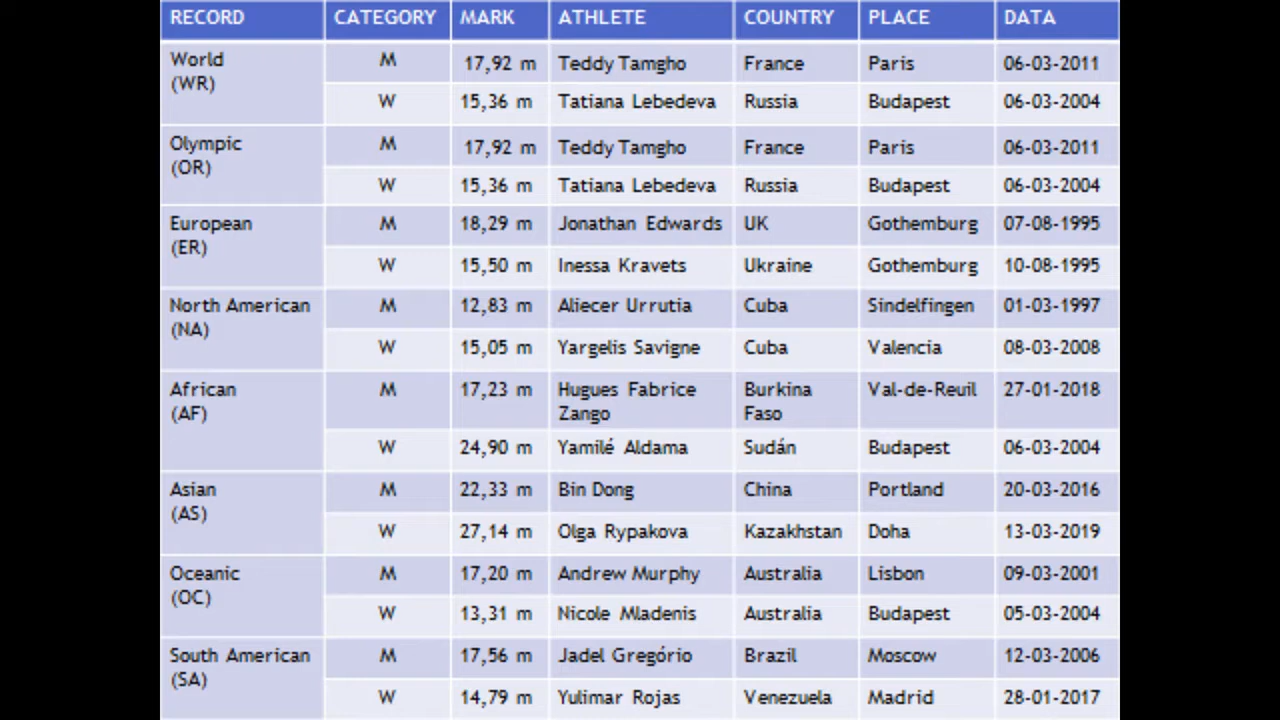 RECORD CATEGORY MARK ATHLETE COUNTRY PLACE DATA
World (WR) M 17,92 m Teddy Tamgho France Paris 06-03-2011
W 15,36 m Tatiana Lebedeva Russia Budapest 06-03-2004
Olympic (OR) M 17,92 m Teddy Tamgho France Paris 06-03-2011
W 15,36 m Tatiana Lebedeva Russia Budapest 06-03-2004
European (ER) M 18,29 m Jonathan Edwards UK Gothemburg 07-08-1995
W 15,50 m Inessa Kravets Ukraine Gothemburg 10-08-1995
North American (NA) M 12,83 m Aliecer Urrutia Cuba Sindelfingen 01-03-1997
W 15,05 m Yargelis Savigne Cuba Valencia 08-03-2008
African (AF) M 17,23 m Hugues Fabrice Zango Burkina Faso Val-de-Reuil 27-01-2018
W 24,90 m Yamilé Aldama Sudán Budapest 06-03-2004
Asian (AS) M 22,33 m Bin Dong China Portland 20-03-2016
W 27,14 m Olga Rypakova Kazakhstan Doha 13-03-2019
Oceanic (OC) M 17,20 m Andrew Murphy Australia Lisbon 09-03-2001
W 13,31 m Nicole Mladenis Australia Budapest 05-03-2004
South American (SA) M 17,56 m Jadel Gregório Brazil Moscow 12-03-2006
W 14,79 m Yulimar Rojas Venezuela Madrid 28-01-2017